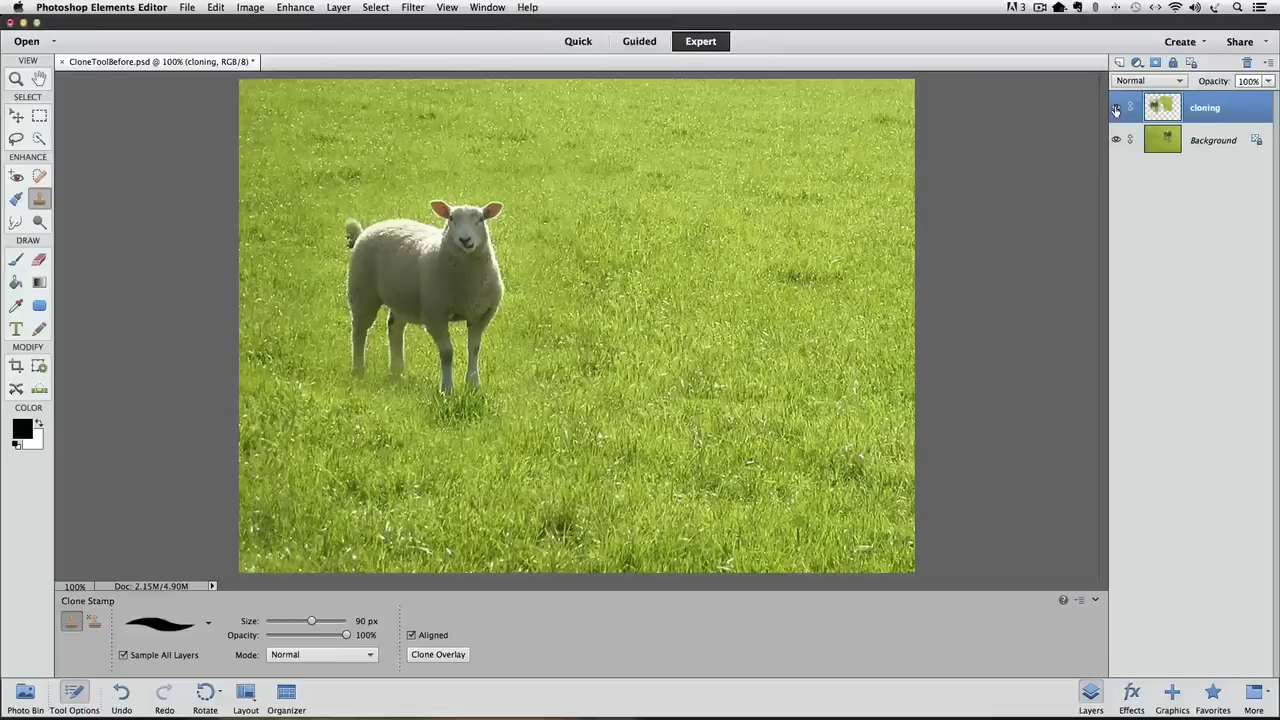 Photoshop Elements Editor File Edit Image Enhance Layer Select Filter View Window Help 3
Open Quick Guided Expert Create Share
CloneToolBefore.psd @ 100% (cloning, RGB/8) *
VIEW
SELECT
ENHANCE
DRAW
MODIFY
COLOR
Normal Opacity: 100%
cloning
Background
100% Doc: 2.15M/4.90M
Clone Stamp
Size: 90 px
Opacity: 100% Aligned
Sample All Layers Mode: Normal Clone Overlay
Photo Bin Tool Options Undo Redo Rotate Layout Organizer Layers Effects Graphics Favorites More